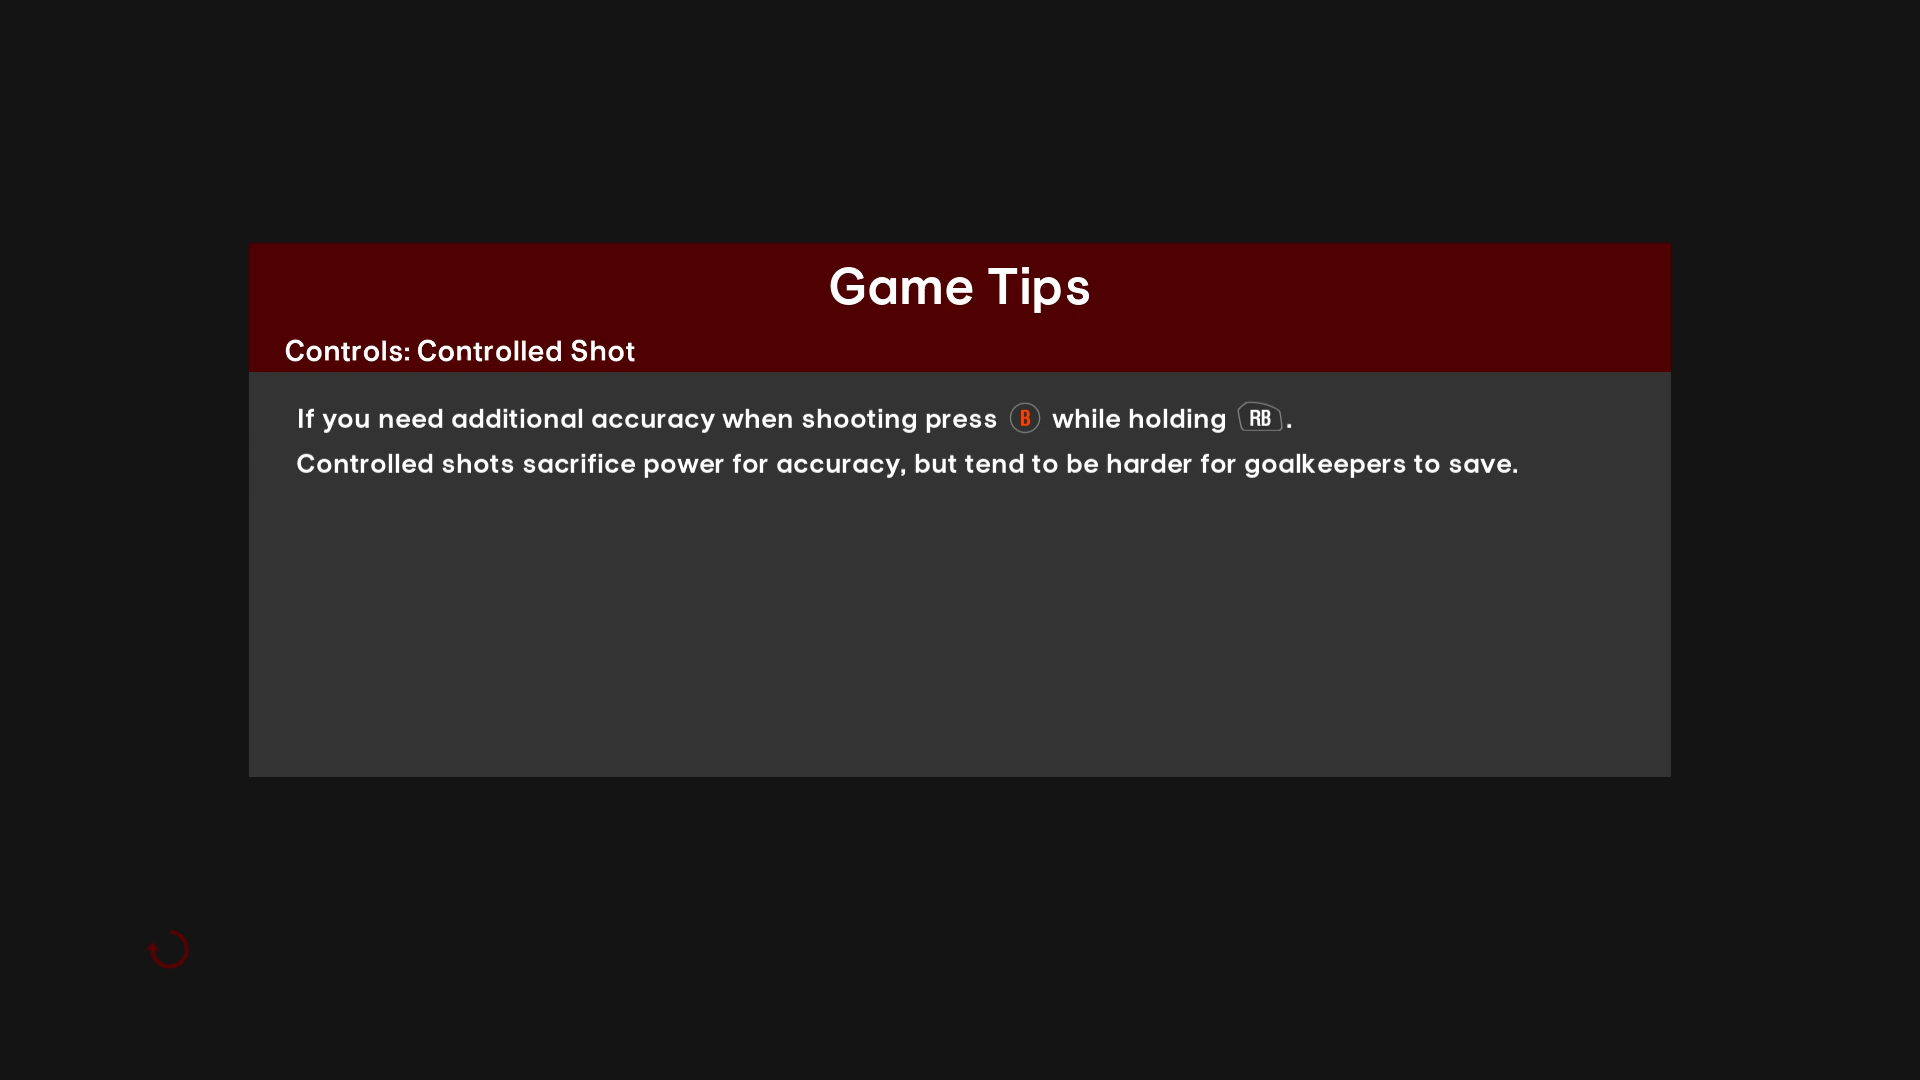 Game Tips
Controls: Controlled Shot
If you need additional accuracy when shooting press B while holding RB.
Controlled shots sacrifice power for accuracy, but tend to be harder for goalkeepers to save.